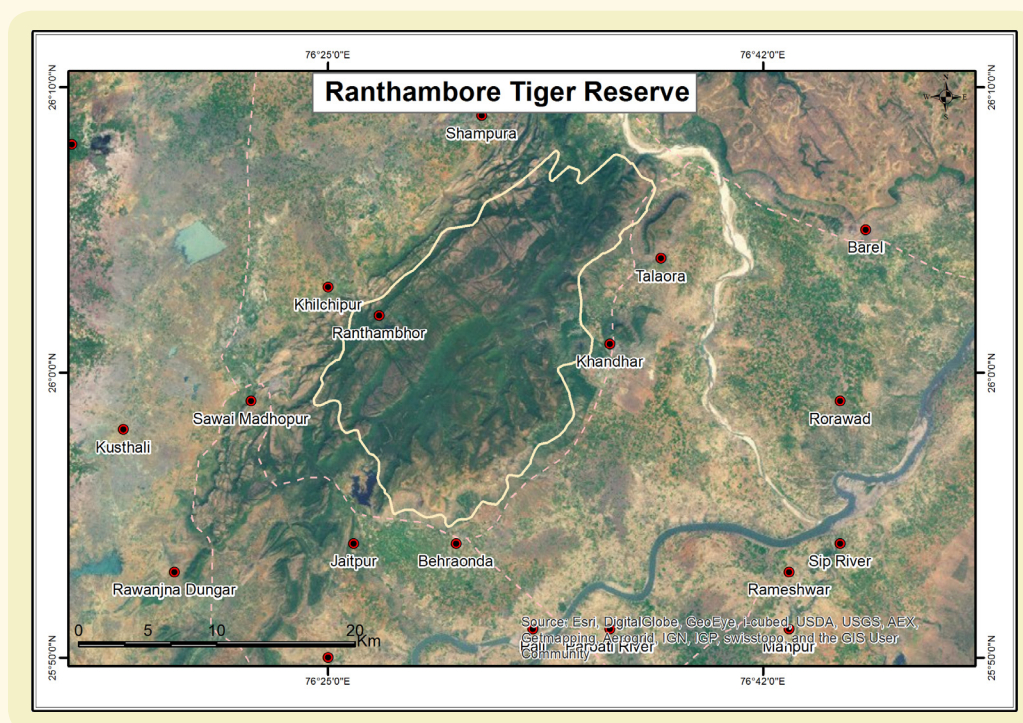 76°25'0"E
76°42'0"E
26°10'0"N
26°10'0"N
Ranthambore Tiger Reserve
N
W E
S
Shampura
Barel
Talaora
Khilchipur
Ranthambhor
Khandhar
26°0'0"N
26°0'0"N
Sawai Madhopur
Rorawad
Kusthali
Jaitpur
Behraonda
Sip River
Rawanjna Dungar
Rameshwar
0 5 10 20
Km
Source: Esri, DigitalGlobe, GeoEye, i-cubed, USDA, USGS, AEX,
Getmapping, Aerogrid, IGN, IGP, swisstopo, and the GIS User
Community
Pali
Parbati River
Manpur
25°50'0"N
25°50'0"N
76°25'0"E
76°42'0"E